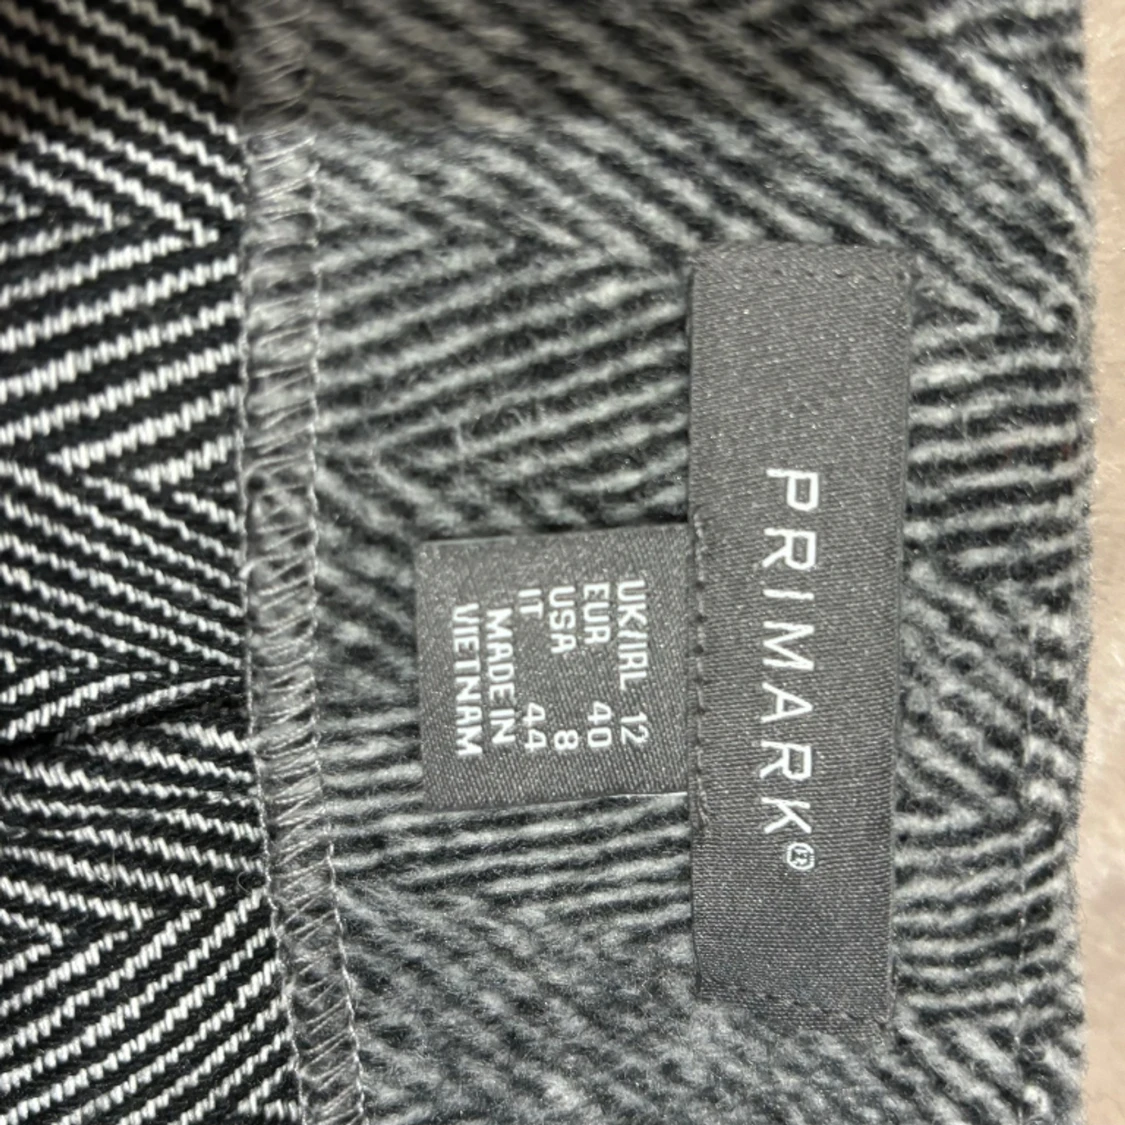 PRIMARK®
UK/IRL 12
EUR 40
USA 8
IT 44
MADE IN
VIETNAM